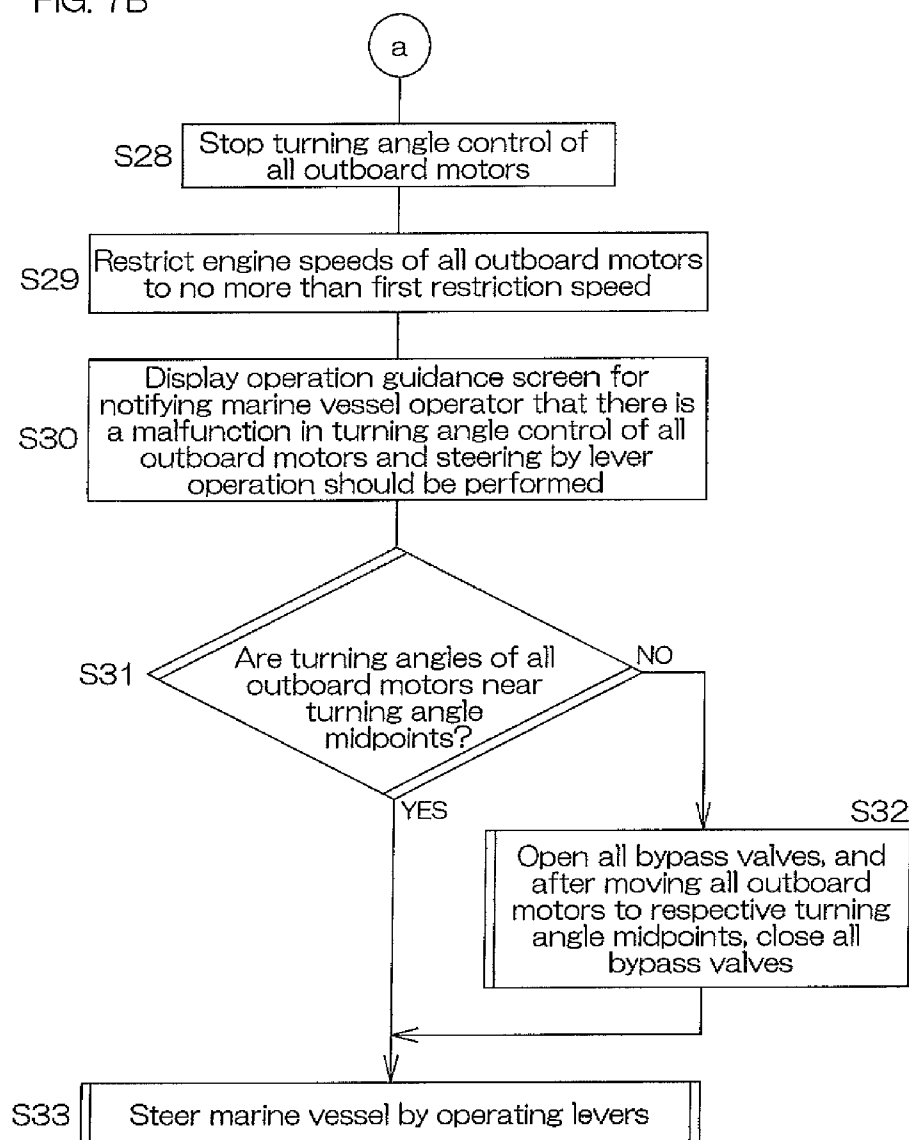 FIG. 7B
a
S28
Stop turning angle control of
all outboard motors
S29
Restrict engine speeds of all outboard motors
to no more than first restriction speed
S30
Display operation guidance screen for
notifying marine vessel operator that there is
a malfunction in turning angle control of all
outboard motors and steering by lever
operation should be performed
S31
Are turning angles of all
outboard motors near
turning angle
midpoints?
NO
YES
S32
Open all bypass valves, and
after moving all outboard
motors to respective turning
angle midpoints, close all
bypass valves
S33
Steer marine vessel by operating levers